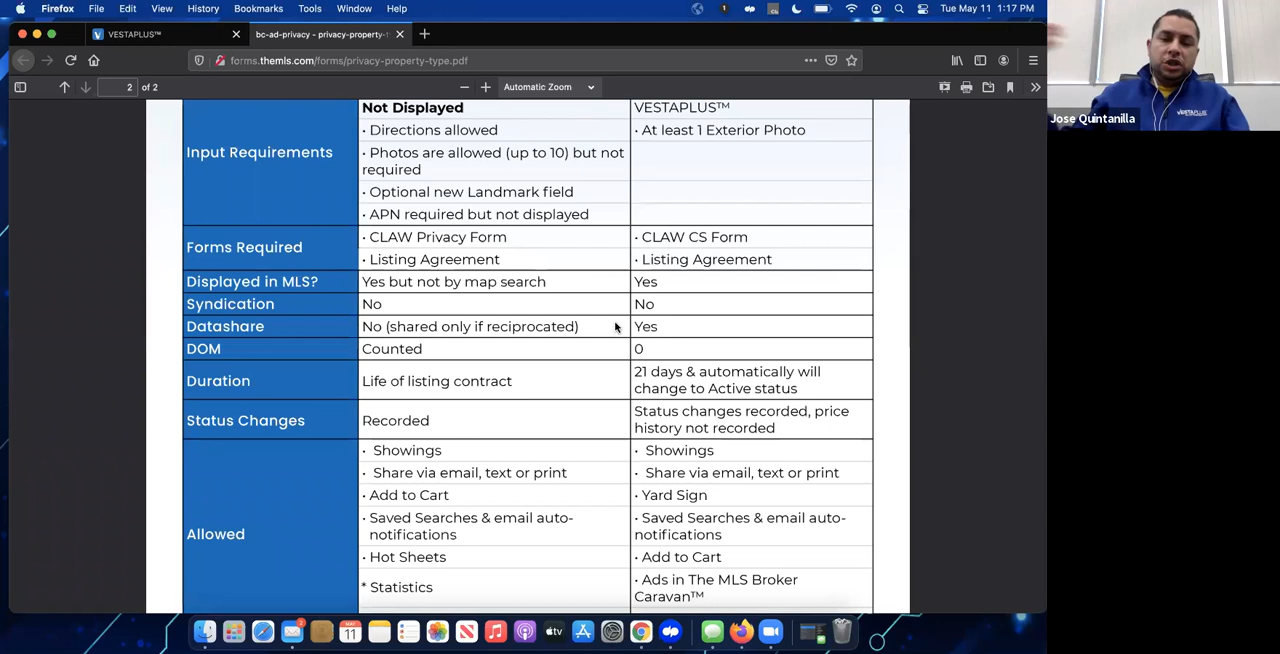 Firefox File Edit View History Bookmarks Tools Window Help Tue May 11 1:17 PM
VESTAPLUS™
bc-ad-privacy - privacy-property-t
forms.themls.com/forms/privacy-property-type.pdf
2 of 2
Automatic Zoom
Jose Quintanilla
VESTAPLUS
Input Requirements
Not Displayed VESTAPLUS™
• Directions allowed • At least 1 Exterior Photo
• Photos are allowed (up to 10) but not
required
• Optional new Landmark field
• APN required but not displayed
Forms Required
• CLAW Privacy Form • CLAW CS Form
• Listing Agreement • Listing Agreement
Displayed in MLS? Yes but not by map search Yes
Syndication No No
Datashare No (shared only if reciprocated) Yes
DOM Counted 0
Duration Life of listing contract 21 days & automatically will
change to Active status
Status Changes Recorded Status changes recorded, price
history not recorded
Allowed
• Showings • Showings
• Share via email, text or print • Share via email, text or print
• Add to Cart • Yard Sign
• Saved Searches & email auto-
notifications
• Saved Searches & email auto-
notifications
• Hot Sheets • Add to Cart
* Statistics • Ads in The MLS Broker
Caravan™
MAY
11
tv